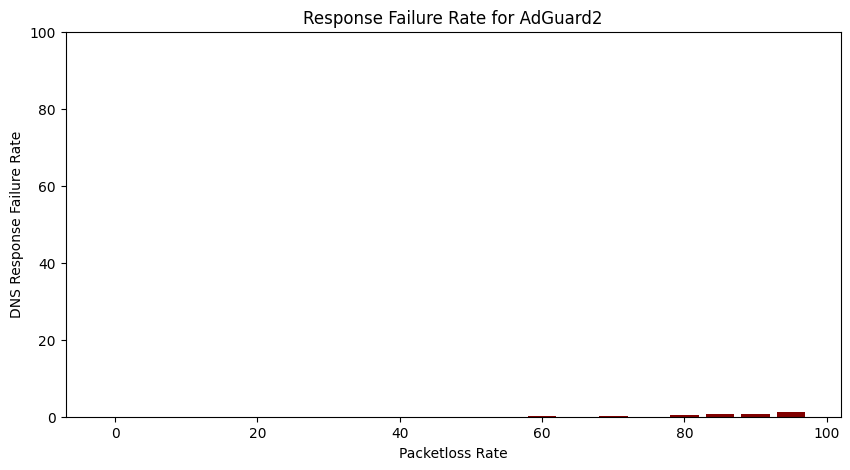 Response Failure Rate for AdGuard2
100
80
60
40
20
0
DNS Response Failure Rate
0 20 40 60 80 100
Packetloss Rate